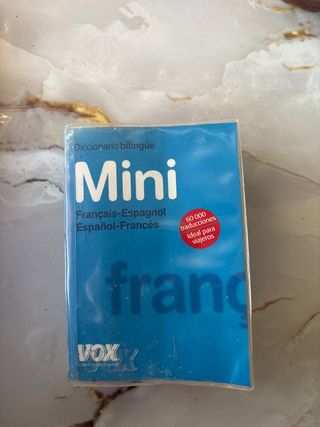 Diccionario bilingüe
Mini
Français-Espagnol
Español-Francés
60.000
traducciones
Ideal para
viajeros
franç
VOX